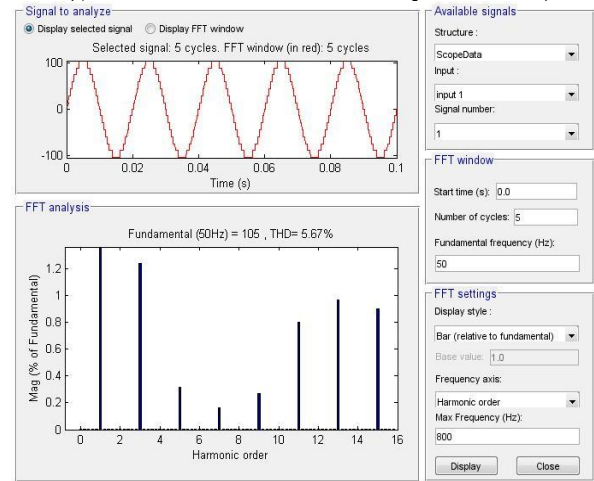 Signal to analyze
Display selected signal Display FFT window
Selected signal: 5 cycles. FFT window (in red): 5 cycles
100
0
-100
0 0.02 0.04 0.06 0.08 0.1
Time (s)
FFT analysis
Fundamental (50Hz) = 105 , THD= 5.67%
1.2
1
0.8
0.6
0.4
0.2
0
Mag (% of Fundamental)
0 2 4 6 8 10 12 14 16
Harmonic order
Available signals
Structure :
ScopeData
Input :
input 1
Signal number:
1
FFT window
Start time (s): 0.0
Number of cycles: 5
Fundamental frequency (Hz):
50
FFT settings
Display style :
Bar (relative to fundamental)
Base value: 1.0
Frequency axis:
Harmonic order
Max Frequency (Hz):
800
Display Close